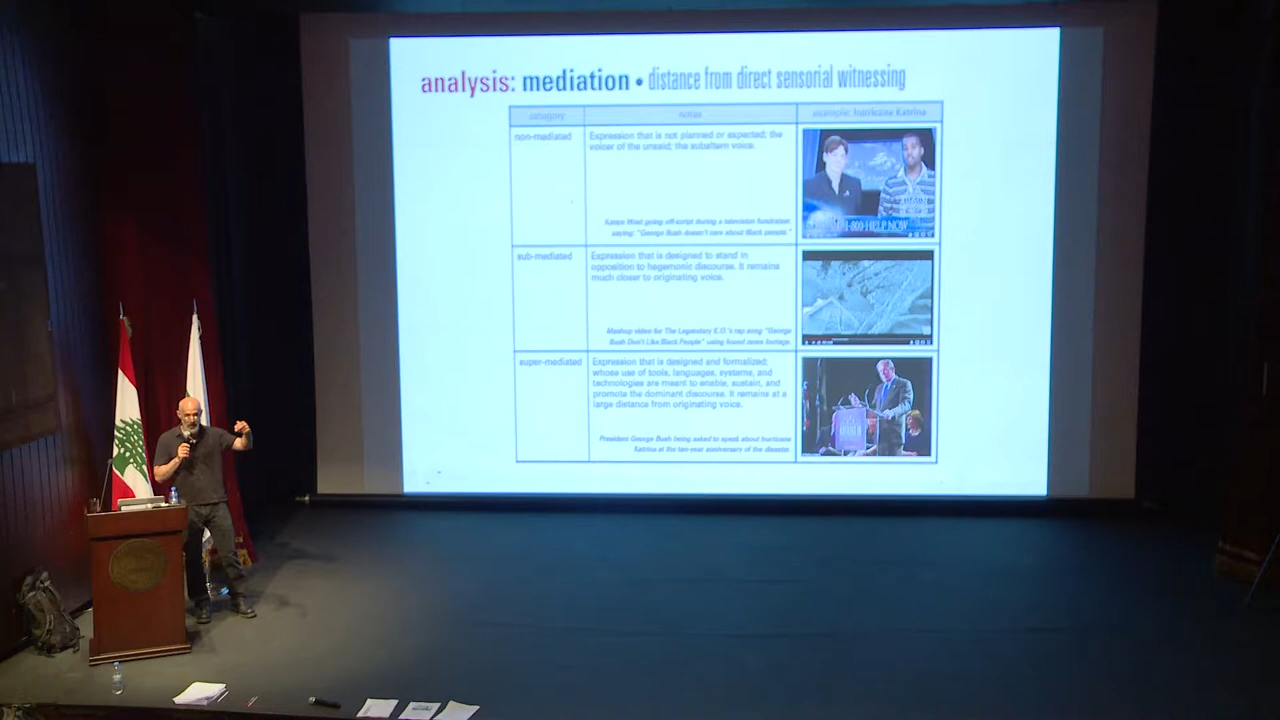 analysis: mediation • distance from direct sensorial witnessing
category notes example: hurricane Katrina
non-mediated
Expression that is not planned or expected; the
voicer of the unsaid; the subaltern voice.
Kanye West going off-script during a television fundraiser,
saying: "George Bush doesn't care about Black people."
1-800-HELP NOW
sub-mediated
Expression that is designed to stand in
opposition to hegemonic discourse. It remains
much closer to originating voice.
Mashup video for The Legendary K.O.'s rap song "George
Bush Don't Like Black People" using found news footage.
super-mediated
Expression that is designed and formalized;
whose use of tools, languages, systems, and
technologies are meant to enable, sustain, and
promote the dominant discourse. It remains at a
large distance from originating voice.
President George Bush being asked to speak about hurricane
Katrina at the ten-year anniversary of the disaster.